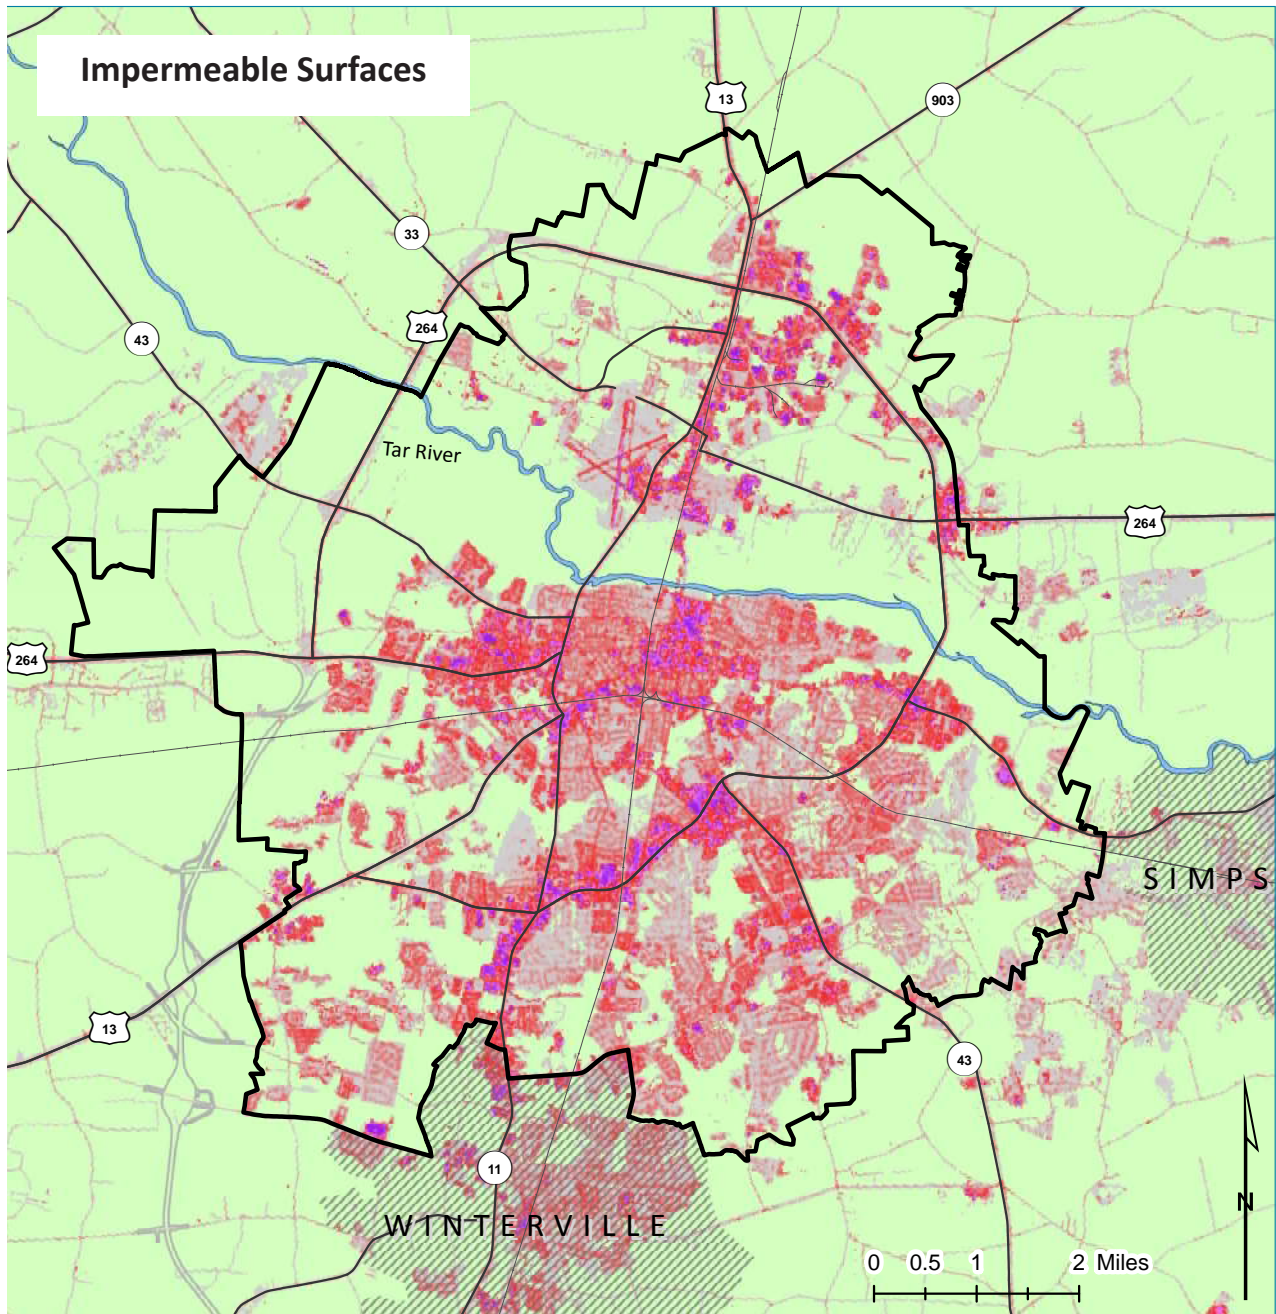 Impermeable Surfaces
13
903
33
264
43
Tar River
264
264
SIMPS
13
43
11
WINTERVILLE
N
0 0.5 1 2 Miles